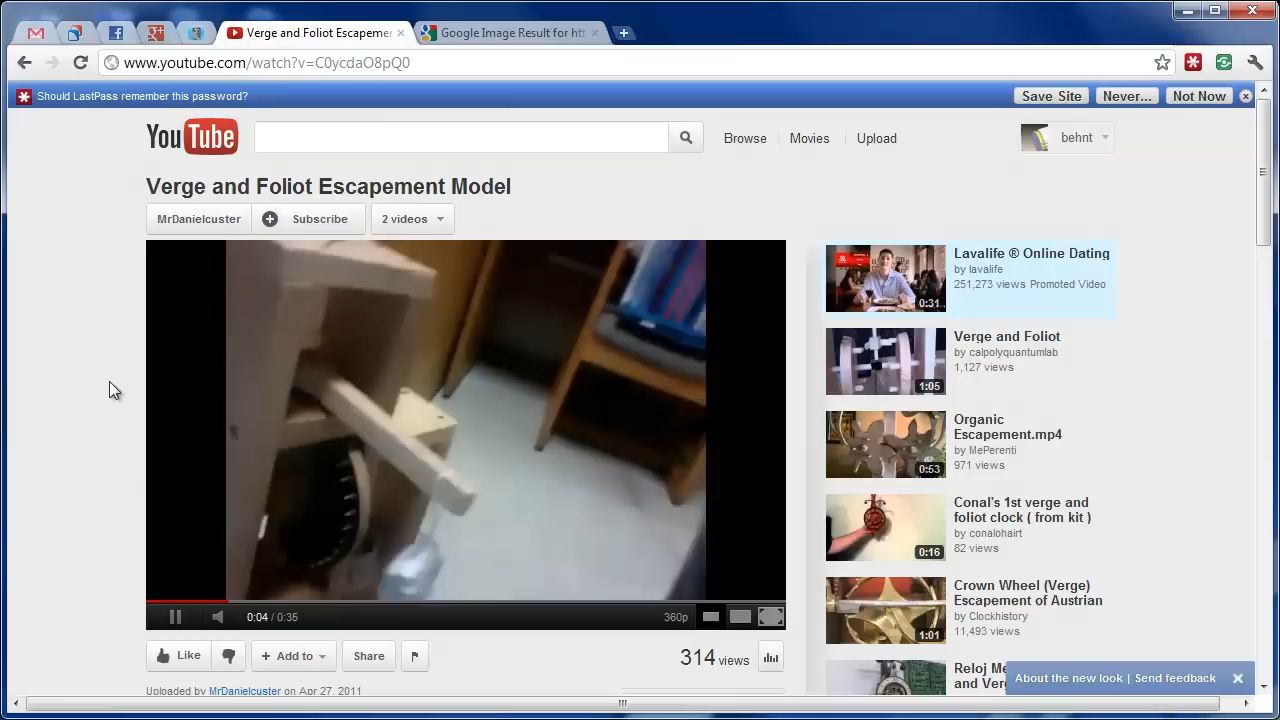 Verge and Foliot Escapeme
Google Image Result for htt
www.youtube.com/watch?v=C0ycdaO8pQ0
Should LastPass remember this password?
Save Site
Never...
Not Now
YouTube
Browse
Movies
Upload
behnt
Verge and Foliot Escapement Model
MrDanielcuster
Subscribe
2 videos
Lavalife ® Online Dating
by lavalife
251,273 views Promoted Video
0:31
Verge and Foliot
by calpolyquantumlab
1,127 views
1:05
Organic
Escapement.mp4
by MePerenti
971 views
0:53
Conal's 1st verge and
foliot clock ( from kit )
by conalohairt
82 views
0:16
Crown Wheel (Verge)
Escapement of Austrian
by Clockhistory
11,493 views
1:01
Reloj Me
and Verg
0:04 / 0:35
360p
Like
+ Add to
Share
314 views
Uploaded by MrDanielcuster on Apr 27, 2011
About the new look | Send feedback